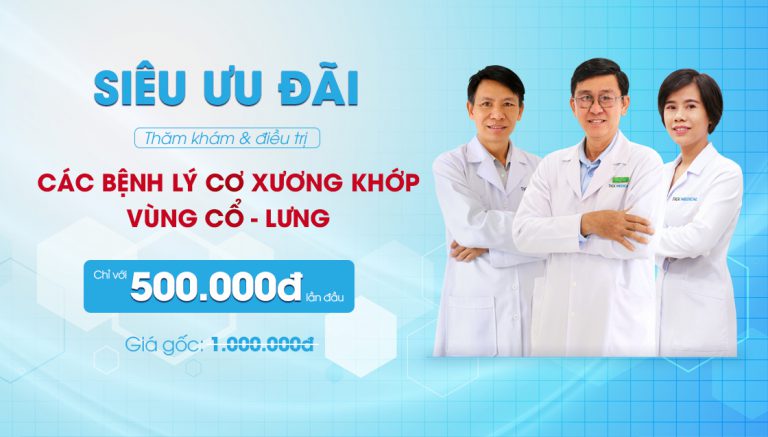 SIÊU ƯU ĐÃI
Thăm khám & điều trị
CÁC BỆNH LÝ CƠ XƯƠNG KHỚP
VÙNG CỔ - LƯNG
Chỉ với 500.000đ lần đầu
Giá gốc: 1.000.000đ